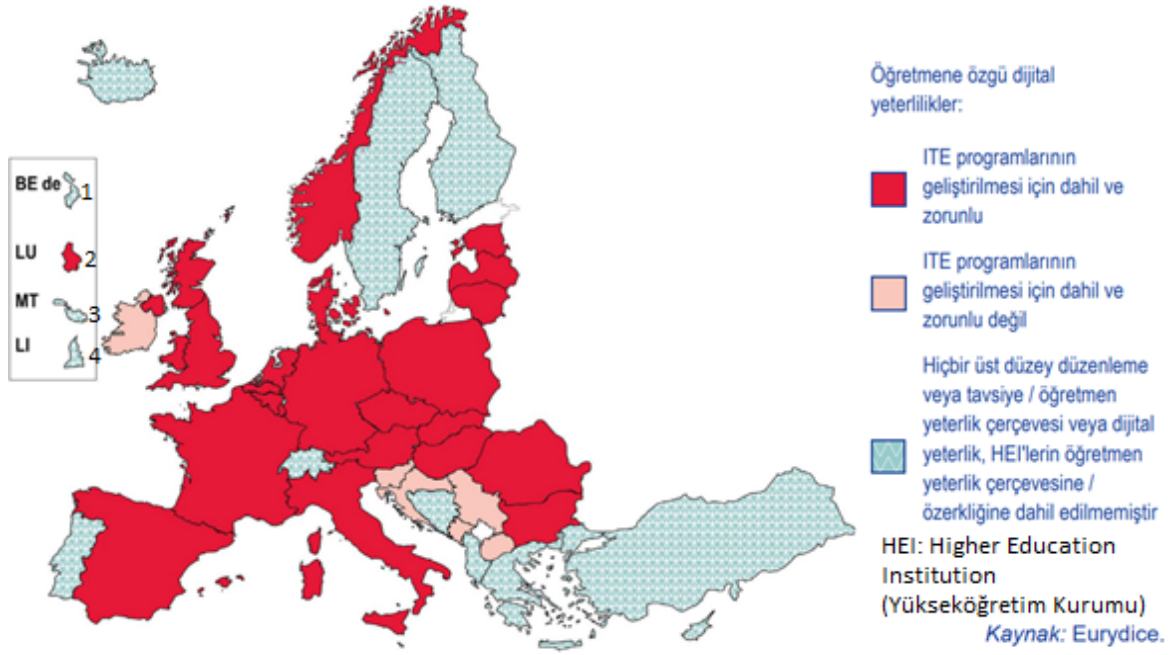 BE de 1
LU 2
MT 3
LI 4
Öğretmene özgü dijital
yeterlilikler:
ITE programlarının
geliştirilmesi için dahil ve
zorunlu
ITE programlarının
geliştirilmesi için dahil ve
zorunlu değil
Hiçbir üst düzey düzenleme
veya tavsiye / öğretmen
yeterlik çerçevesi veya dijital
yeterlik, HEI'lerin öğretmen
yeterlik çerçevesine /
özerkliğine dahil edilmemiştir
HEI: Higher Education
Institution
(Yükseköğretim Kurumu)
Kaynak: Eurydice.